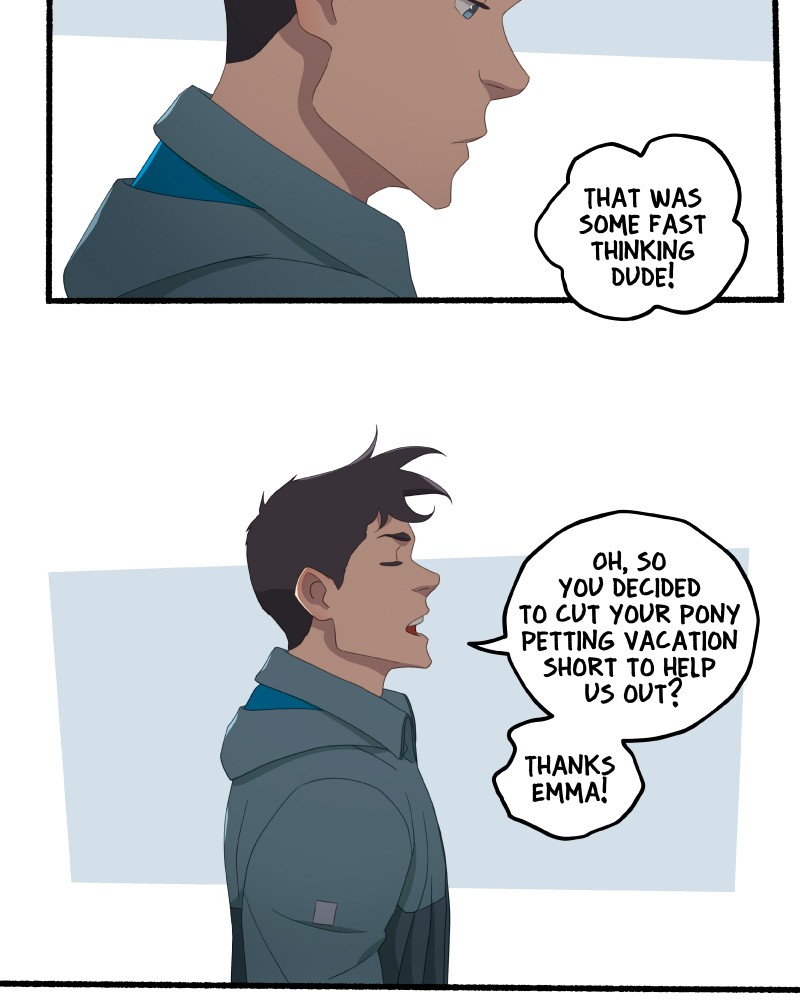 THAT WAS
SOME FAST
THINKING
DUDE!
OH, SO
YOU DECIDED
TO CUT YOUR PONY
PETTING VACATION
SHORT TO HELP
US OUT?
THANKS
EMMA!